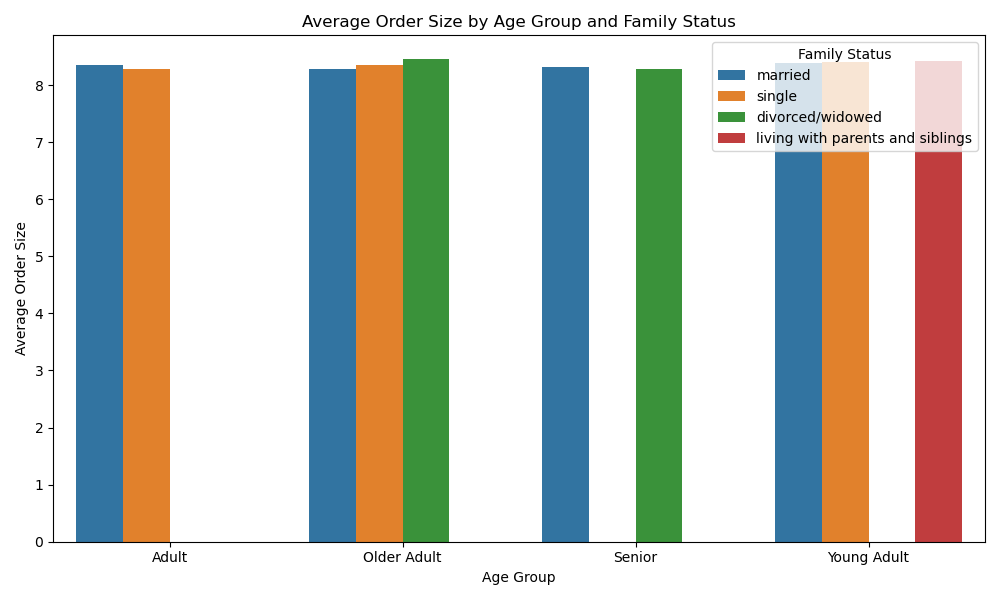 Average Order Size by Age Group and Family Status
Family Status
married
single
divorced/widowed
living with parents and siblings
Average Order Size
8
7
6
5
4
3
2
1
0
Adult
Older Adult
Senior
Young Adult
Age Group